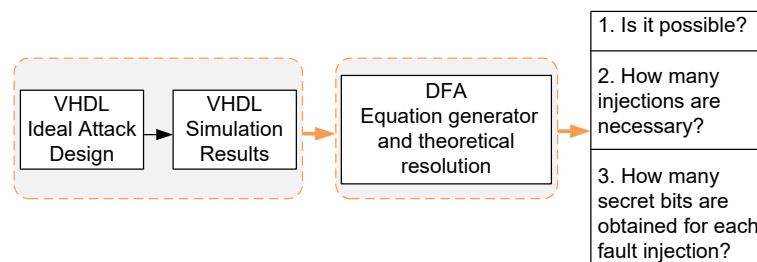 VHDL
Ideal Attack
Design
VHDL
Simulation
Results
DFA
Equation generator
and theoretical
resolution
1. Is it possible?
2. How many
injections are
necessary?
3. How many
secret bits are
obtained for each
fault injection?